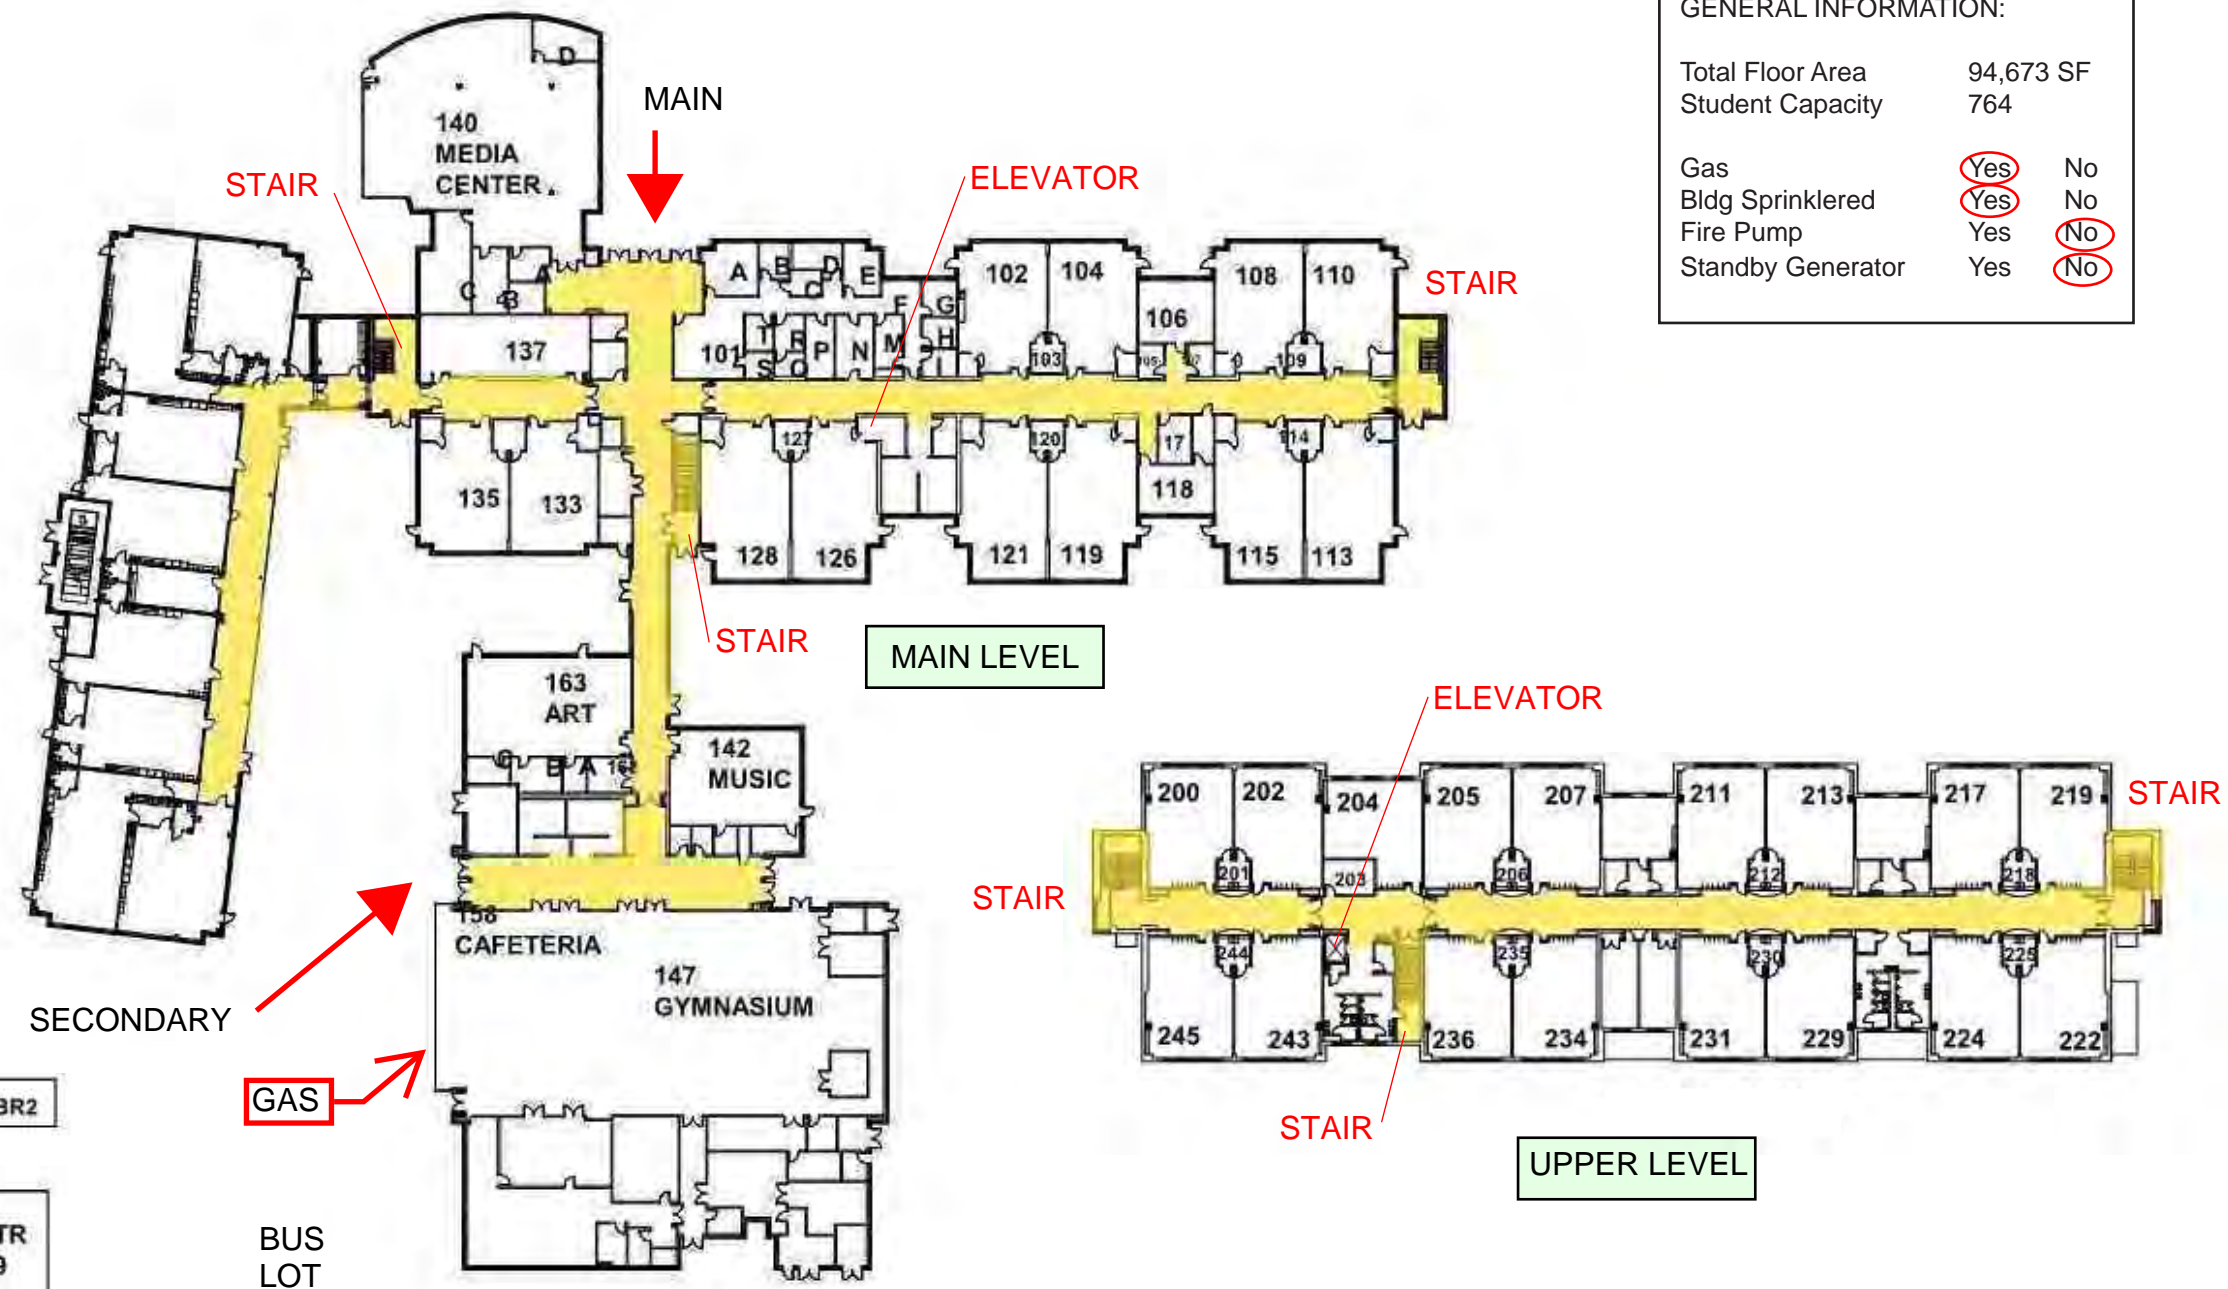 GENERAL INFORMATION:
Total Floor Area 94,673 SF
Student Capacity 764
Gas Yes No
Bldg Sprinklered Yes No
Fire Pump Yes No
Standby Generator Yes No
MAIN
D
140
MEDIA
CENTER
STAIR
ELEVATOR
STAIR
A
B
C
A
B
C
D
E
F
G
H
I
M
N
P
Q
R
S
T
101
102
104
103
106
108
110
109
137
135
133
127
128
126
120
121
119
17
118
114
115
113
STAIR
MAIN LEVEL
163
ART
C
B
A
142
MUSIC
158
CAFETERIA
147
GYMNASIUM
SECONDARY
GAS
BR2
TR
9
BUS
LOT
ELEVATOR
200
202
204
205
207
211
213
217
219
STAIR
201
203
206
212
218
STAIR
244
235
230
225
245
243
236
234
231
229
224
222
STAIR
UPPER LEVEL